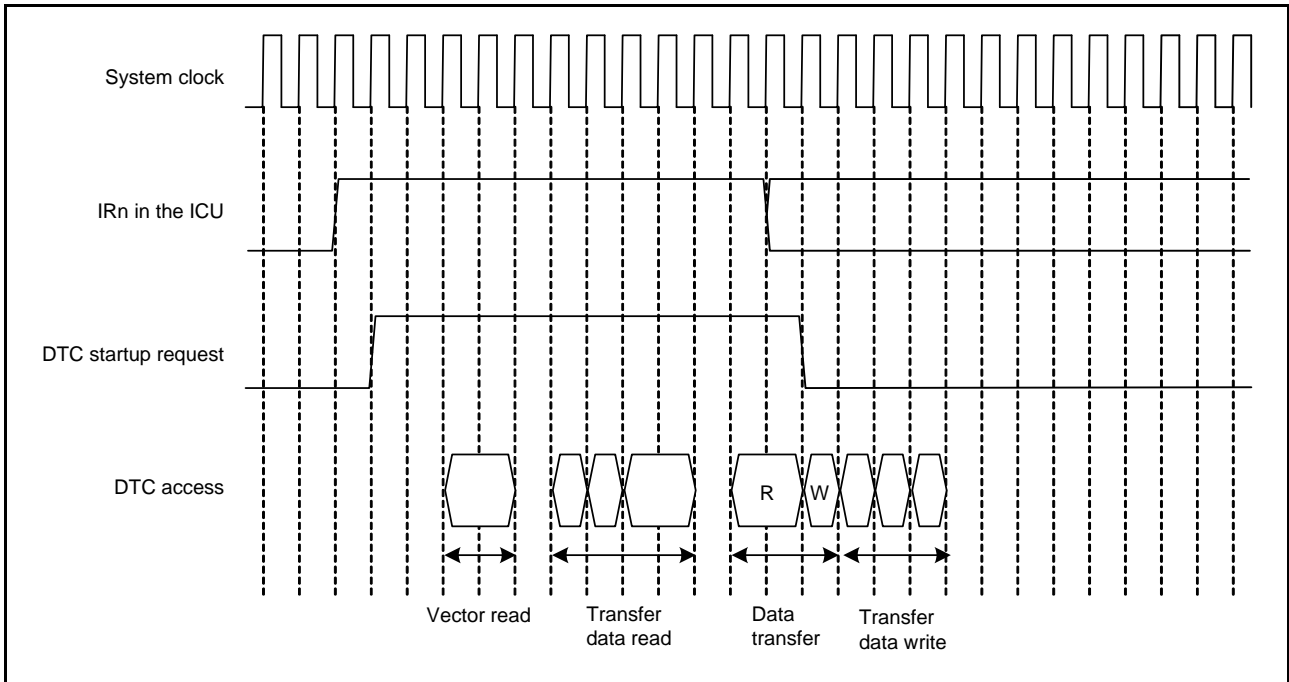 System clock
IRn in the ICU
DTC startup request
DTC access
R
W
Vector read
Transfer
data read
Data
transfer
Transfer
data write